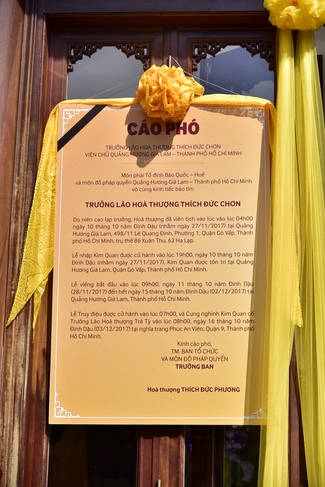 CÁO PHÓ
TRƯỞNG LÃO HOÀ THƯỢNG THÍCH ĐỨC CHƠN
VIỆN CHỦ QUẢNG HƯƠNG GIÀ LAM – THÀNH PHỐ HỒ CHÍ MINH
Môn phái Tổ đình Báo Quốc – Huế
và môn đồ pháp quyến Quảng Hương Già Lam – Thành phố Hồ Chí Minh
vô cùng kính tiếc báo tin:
TRƯỞNG LÃO HOÀ THƯỢNG THÍCH ĐỨC CHƠN
Do niên cao lạp trưởng, Hoà thượng đã viên tịch vào lúc vào lúc 04h00
ngày 10 tháng 10 năm Đinh Dậu (nhằm ngày 27/11/2017) tại Quảng
Hương Già Lam, 498/11 Lê Quang Định, Phường 1, Quận Gò Vấp, Thành
phố Hồ Chí Minh, trụ thế 86 Xuân Thu, 62 Hạ Lạp.
Lễ nhập Kim Quan được cử hành vào lúc 19h00, ngày 10 tháng 10 năm
Đinh Dậu (nhằm ngày 27/11/2017). Kim Quan được tôn trí tại Quảng
Hương Già Lam, Quận Gò Vấp, Thành phố Hồ Chí Minh.
Lễ viếng bắt đầu vào lúc 09h00, ngày 11 tháng 10 năm Đinh Dậu
(28/11/2017) đến hết ngày 15 tháng 10 năm Đinh Dậu (02/12/2017) tại
Quảng Hương Già Lam, Thành phố Hồ Chí Minh.
Lễ Truy điệu được cử hành vào lúc 07h00, và Cung nghinh Kim Quan cố
Trưởng Lão Hoà thượng Trà Tỳ vào lúc 08h00, ngày 16 tháng 10 năm
Đinh Dậu (03/12/2017) tại nghĩa trang Phúc An Viên, Quận 9, Thành phố
Hồ Chí Minh.
Kính cáo phó,
TM. BAN TỔ CHỨC
VÀ MÔN ĐỒ PHÁP QUYẾN
TRƯỞNG BAN
Hoà thượng THÍCH ĐỨC PHƯƠNG